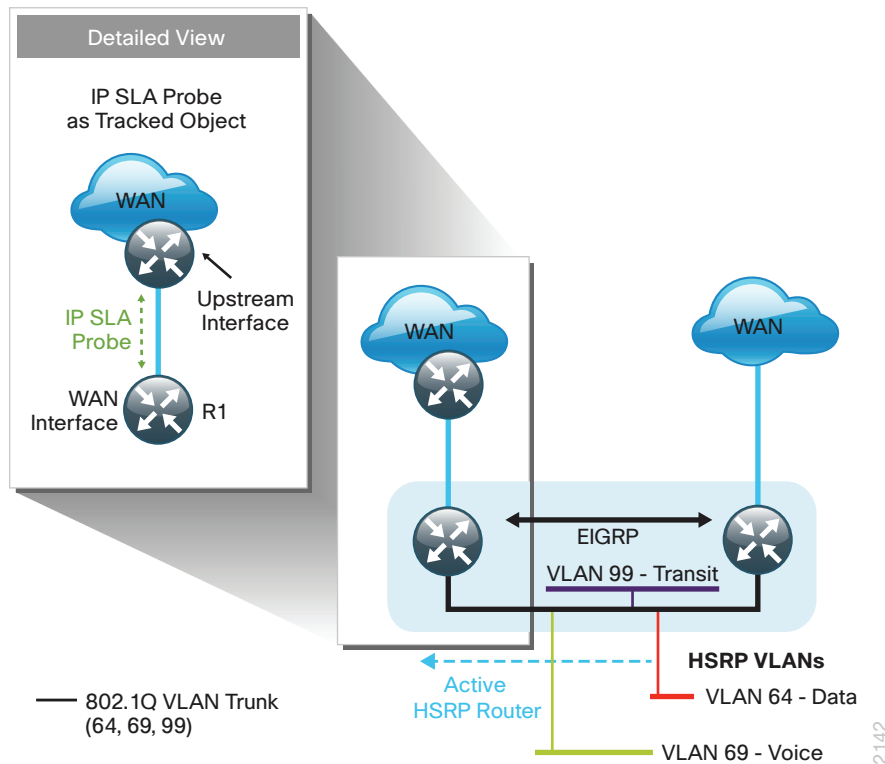 Detailed View
IP SLA Probe
as Tracked Object
WAN
Upstream
Interface
IP SLA
Probe
WAN
Interface
R1
WAN
WAN
EIGRP
VLAN 99 - Transit
HSRP VLANs
Active
HSRP Router
VLAN 64 - Data
802.1Q VLAN Trunk
(64, 69, 99)
VLAN 69 - Voice
2142